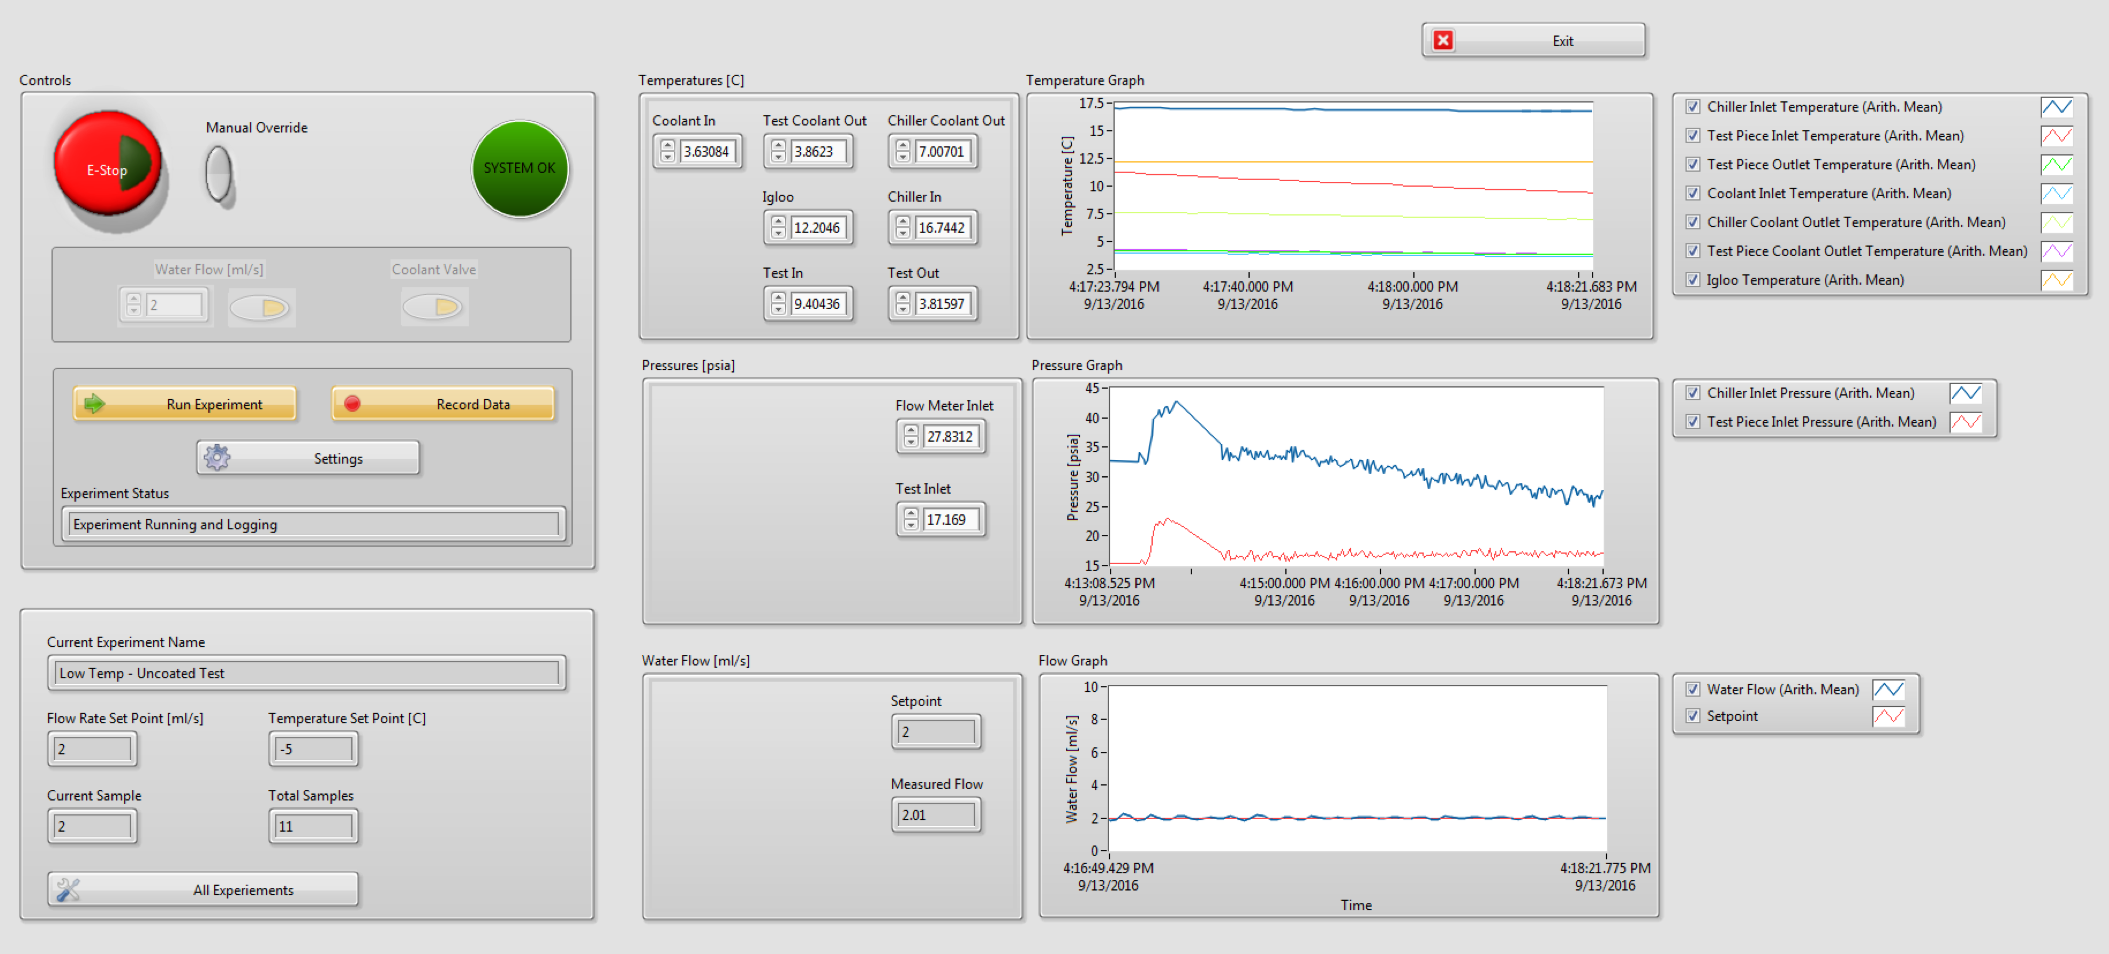 Exit
Controls
E-Stop
Manual Override
SYSTEM OK
Water Flow [ml/s]
2
Coolant Valve
Run Experiment
Record Data
Settings
Experiment Status
Experiment Running and Logging
Current Experiment Name
Low Temp - Uncoated Test
Flow Rate Set Point [ml/s]
Temperature Set Point [C]
2
-5
Current Sample
Total Samples
2
11
All Experiements
Temperatures [C]
Coolant In
Test Coolant Out
Chiller Coolant Out
3.63084
3.8623
7.00701
Igloo
Chiller In
12.2046
16.7442
Test In
Test Out
9.40436
3.81597
Temperature Graph
Temperature [C]
17.5
15
12.5
10
7.5
5
2.5
4:17:23.794 PM
9/13/2016
4:17:40.000 PM
9/13/2016
4:18:00.000 PM
9/13/2016
4:18:21.683 PM
9/13/2016
Chiller Inlet Temperature (Arith. Mean)
Test Piece Inlet Temperature (Arith. Mean)
Test Piece Outlet Temperature (Arith. Mean)
Coolant Inlet Temperature (Arith. Mean)
Chiller Coolant Outlet Temperature (Arith. Mean)
Test Piece Coolant Outlet Temperature (Arith. Mean)
Igloo Temperature (Arith. Mean)
Pressures [psia]
Flow Meter Inlet
27.8312
Test Inlet
17.169
Pressure Graph
Pressure [psia]
45
40
35
30
25
20
15
4:13:08.525 PM
9/13/2016
4:15:00.000 PM
9/13/2016
4:16:00.000 PM
9/13/2016
4:17:00.000 PM
9/13/2016
4:18:21.673 PM
9/13/2016
Chiller Inlet Pressure (Arith. Mean)
Test Piece Inlet Pressure (Arith. Mean)
Water Flow [ml/s]
Setpoint
2
Measured Flow
2.01
Flow Graph
Water Flow [ml/s]
10
8
6
4
2
0
4:16:49.429 PM
9/13/2016
4:18:21.775 PM
9/13/2016
Time
Water Flow (Arith. Mean)
Setpoint